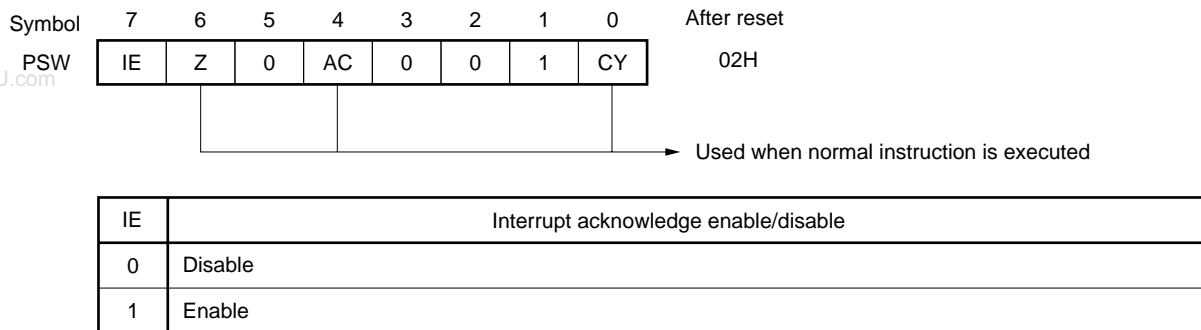 Symbol 7 6 5 4 3 2 1 0 After reset
PSW IE Z 0 AC 0 0 1 CY 02H
U.com
Used when normal instruction is executed
IE Interrupt acknowledge enable/disable
0 Disable
1 Enable